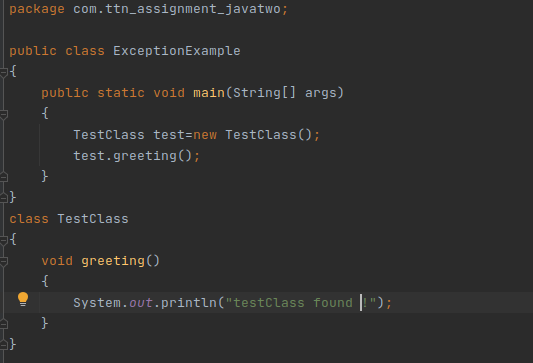 package com.ttn_assignment_javatwo;
public class ExceptionExample
{
public static void main(String[] args)
{
TestClass test=new TestClass();
test.greeting();
}
}
class TestClass
{
void greeting()
{
System.out.println("testClass found !");
}
}